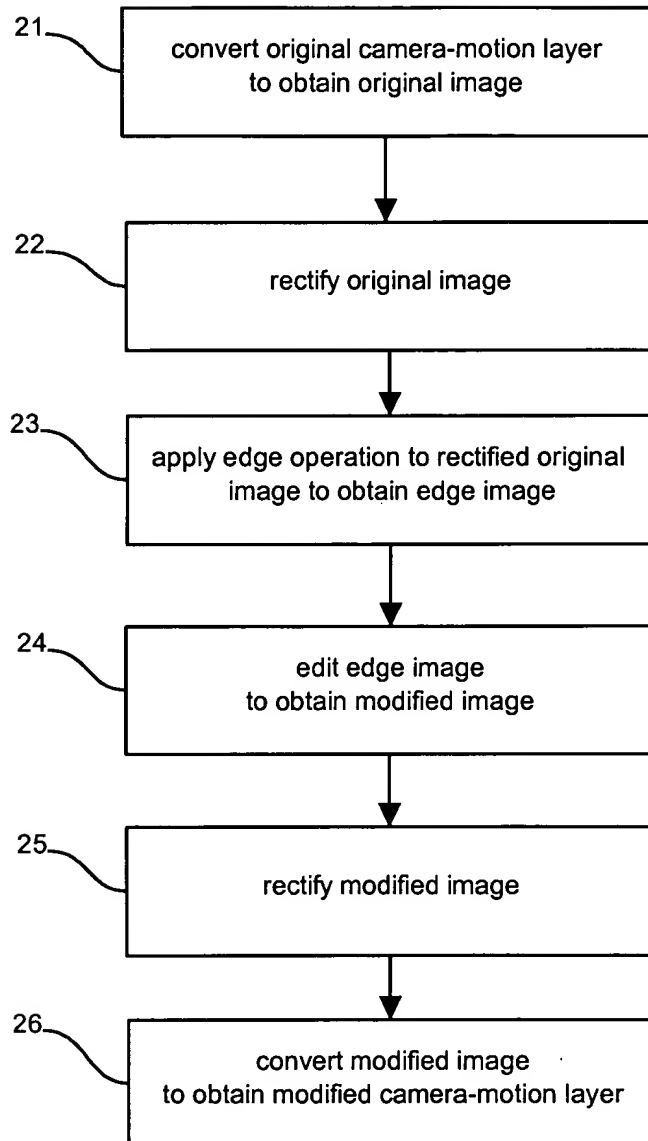 21
convert original camera-motion layer
to obtain original image
22
rectify original image
23
apply edge operation to rectified original
image to obtain edge image
24
edit edge image
to obtain modified image
25
rectify modified image
26
convert modified image
to obtain modified camera-motion layer